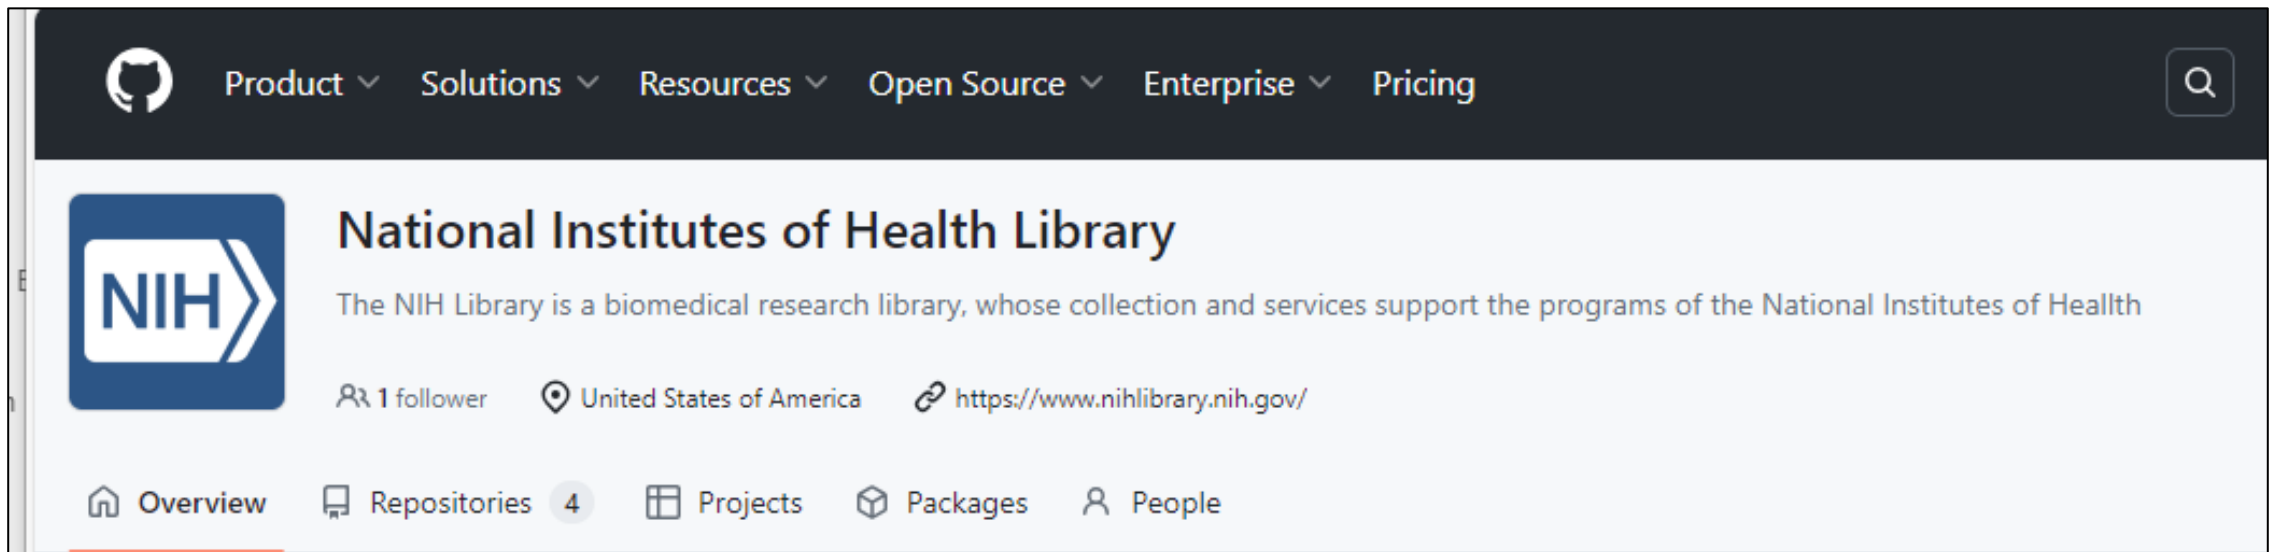 Product Solutions Resources Open Source Enterprise Pricing
NIH
National Institutes of Health Library
The NIH Library is a biomedical research library, whose collection and services support the programs of the National Institutes of Heallth
1 follower United States of America https://www.nihlibrary.nih.gov/
Overview Repositories 4 Projects Packages People